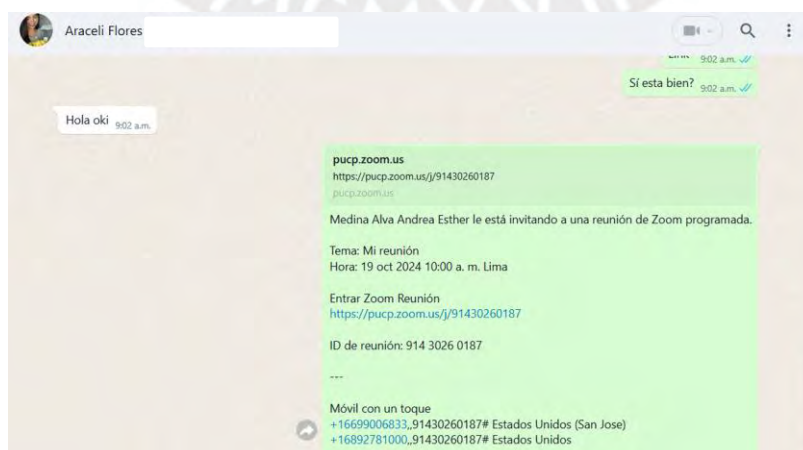 Araceli Flores
9:02 a.m.
Sí esta bien? 9:02 a.m.
Hola oki 9:02 a.m.
pucp.zoom.us
https://pucp.zoom.us/j/91430260187
pucp.zoom.us
Medina Alva Andrea Esther le está invitando a una reunión de Zoom programada.
Tema: Mi reunión
Hora: 19 oct 2024 10:00 a. m. Lima
Entrar Zoom Reunión
https://pucp.zoom.us/j/91430260187
ID de reunión: 914 3026 0187
---
Móvil con un toque
+16699006833,,91430260187# Estados Unidos (San Jose)
+16892781000,,91430260187# Estados Unidos